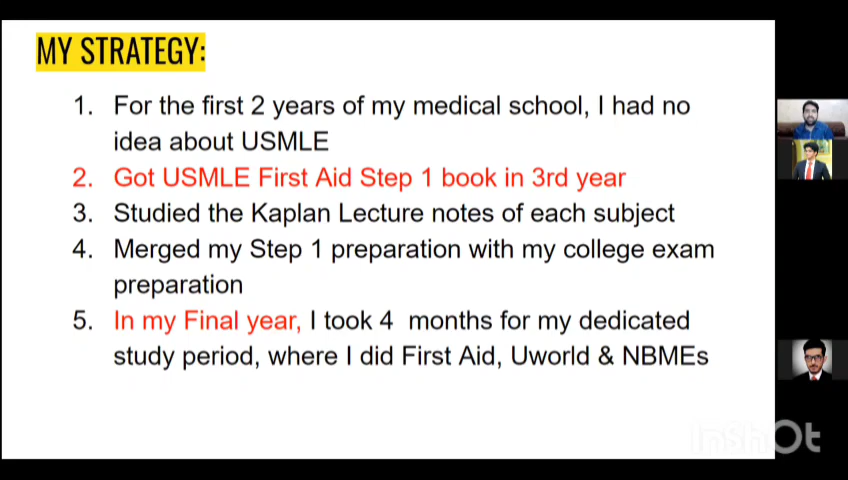 MY STRATEGY:
1. For the first 2 years of my medical school, I had no
idea about USMLE
2. Got USMLE First Aid Step 1 book in 3rd year
3. Studied the Kaplan Lecture notes of each subject
4. Merged my Step 1 preparation with my college exam
preparation
5. In my Final year, I took 4 months for my dedicated
study period, where I did First Aid, Uworld & NBMEs
InshOt